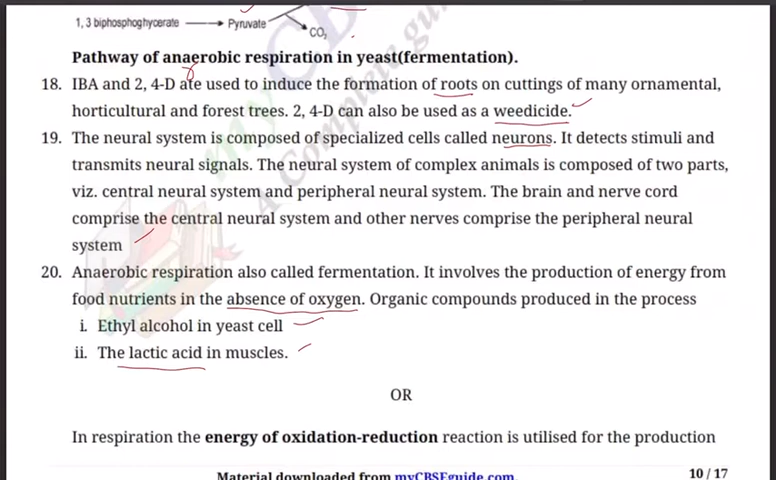 1, 3 biphosphoghycerate Pyruvate
CO₂
Pathway of anaerobic respiration in yeast(fermentation).
18. IBA and 2, 4-D ate used to induce the formation of roots on cuttings of many ornamental,
horticultural and forest trees. 2, 4-D can also be used as a weedicide.
19. The neural system is composed of specialized cells called neurons. It detects stimuli and
transmits neural signals. The neural system of complex animals is composed of two parts,
viz. central neural system and peripheral neural system. The brain and nerve cord
comprise the central neural system and other nerves comprise the peripheral neural
system
20. Anaerobic respiration also called fermentation. It involves the production of energy from
food nutrients in the absence of oxygen. Organic compounds produced in the process
i. Ethyl alcohol in yeast cell
ii. The lactic acid in muscles.
OR
In respiration the energy of oxidation-reduction reaction is utilised for the production
Material downloaded from myCBSEguide.com. 10 / 17